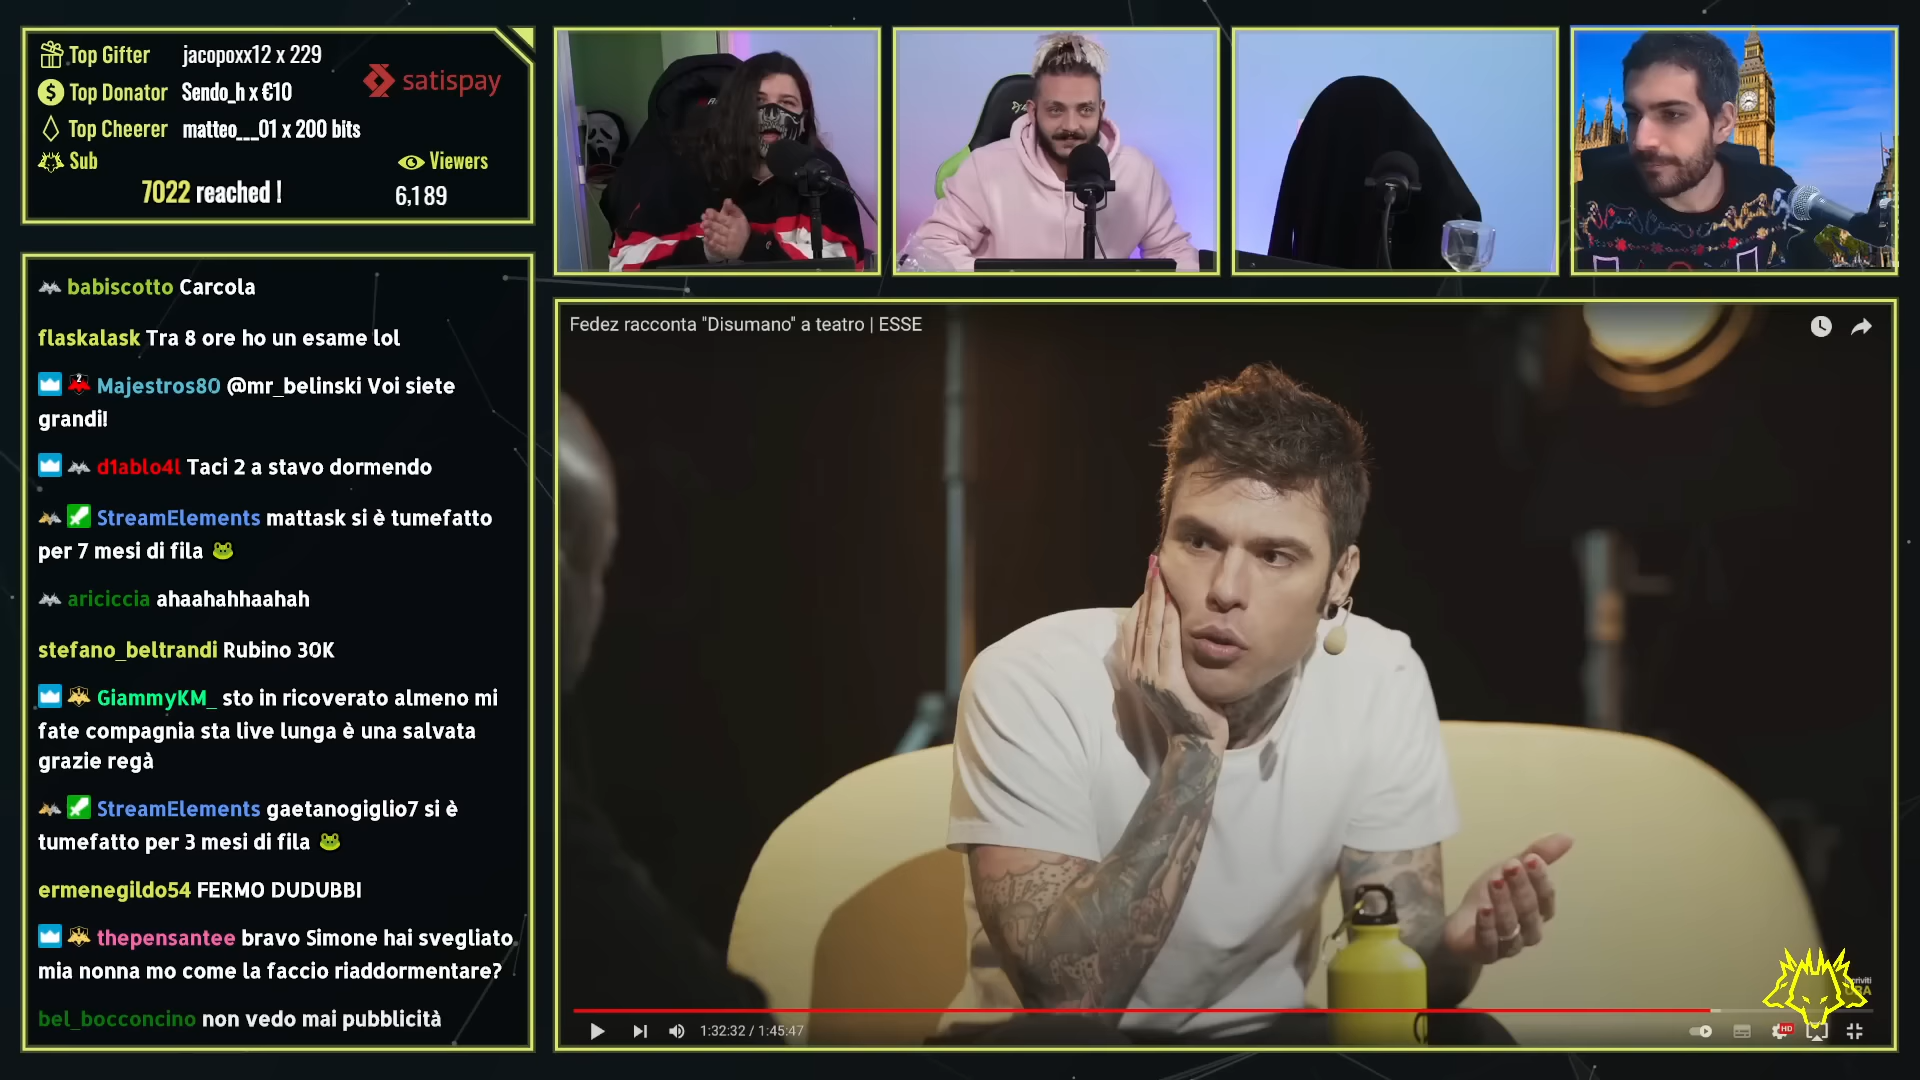 Top Gifter jacopoxx12 x 229
satispay
Top Donator Sendo_h x €10
Top Cheerer matteo___01 x 200 bits
Sub
7022 reached !
Viewers
6,189
babiscotto Carcola
flaskalask Tra 8 ore ho un esame lol
2 Majestros80 @mr_belinski Voi siete
grandi!
d1ablo4l Taci 2 a stavo dormendo
StreamElements mattask si è tumefatto
per 7 mesi di fila 🐸
ariciccia ahaahahhaahah
stefano_beltrandi Rubino 30K
GiammyKM_ sto in ricoverato almeno mi
fate compagnia sta live lunga è una salvata
grazie regà
StreamElements gaetanogiglio7 si è
tumefatto per 3 mesi di fila 🐸
ermenegildo54 FERMO DUDUBBI
thepensantee bravo Simone hai svegliato
mia nonna mo come la faccio riaddormentare?
bel_bocconcino non vedo mai pubblicità
Fedez racconta "Disumano" a teatro | ESSE
1:32:32 / 1:45:47
HD